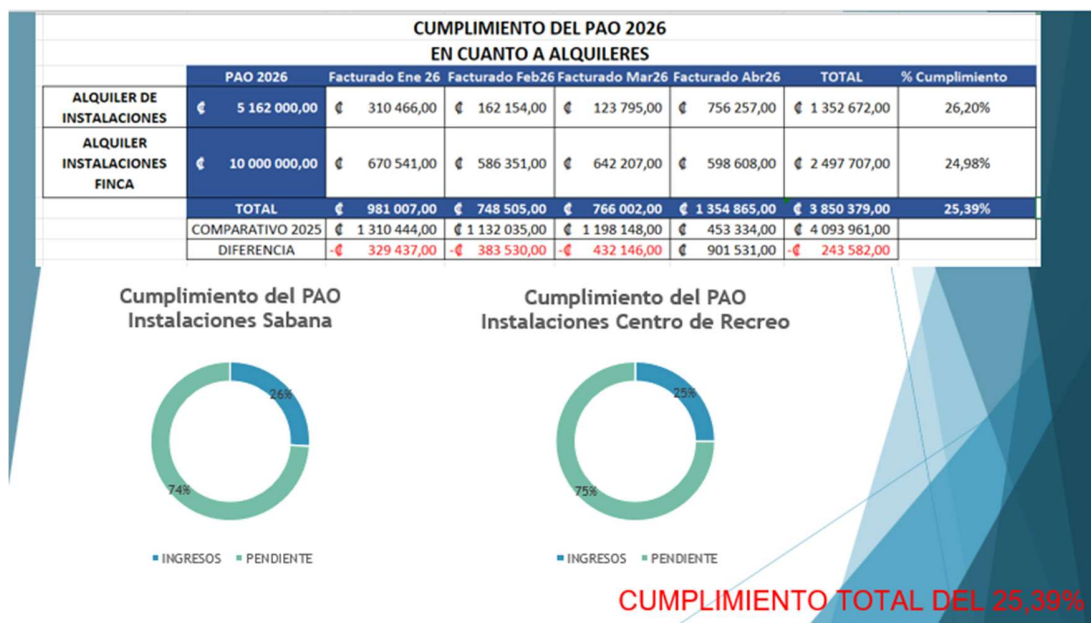 CUMPLIMIENTO DEL PAO 2026
EN CUANTO A ALQUILERES
PAO 2026 Facturado Ene 26 Facturado Feb26 Facturado Mar26 Facturado Abr26 TOTAL % Cumplimiento
ALQUILER DE INSTALACIONES ₡ 5 162 000,00 ₡ 310 466,00 ₡ 162 154,00 ₡ 123 795,00 ₡ 756 257,00 ₡ 1 352 672,00 26,20%
ALQUILER INSTALACIONES FINCA ₡ 10 000 000,00 ₡ 670 541,00 ₡ 586 351,00 ₡ 642 207,00 ₡ 598 608,00 ₡ 2 497 707,00 24,98%
TOTAL ₡ 981 007,00 ₡ 748 505,00 ₡ 766 002,00 ₡ 1 354 865,00 ₡ 3 850 379,00 25,39%
COMPARATIVO 2025 ₡ 1 310 444,00 ₡ 1 132 035,00 ₡ 1 198 148,00 ₡ 453 334,00 ₡ 4 093 961,00
DIFERENCIA -₡ 329 437,00 -₡ 383 530,00 -₡ 432 146,00 ₡ 901 531,00 -₡ 243 582,00
Cumplimiento del PAO
Instalaciones Sabana
26%
74%
INGRESOS PENDIENTE
Cumplimiento del PAO
Instalaciones Centro de Recreo
25%
75%
INGRESOS PENDIENTE
CUMPLIMIENTO TOTAL DEL 25,39%